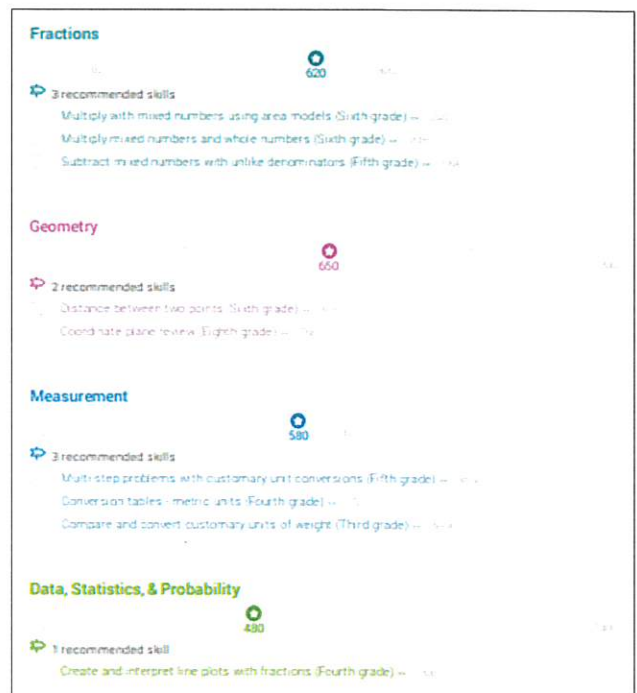 Fractions
620
3 recommended skills
Multiply with mixed numbers using area models (Sixth grade) –
Multiply mixed numbers and whole numbers (Sixth grade) –
Subtract mixed numbers with unlike denominators (Fifth grade) –
Geometry
650
2 recommended skills
Distance between two points (Sixth grade) –
Coordinate plane review (Eighth grade) –
Measurement
580
3 recommended skills
Multi-step problems with customary unit conversions (Fifth grade) –
Conversion tables - metric units (Fourth grade) –
Compare and convert customary units of weight (Third grade) –
Data, Statistics, & Probability
480
1 recommended skill
Create and interpret line plots with fractions (Fourth grade) –